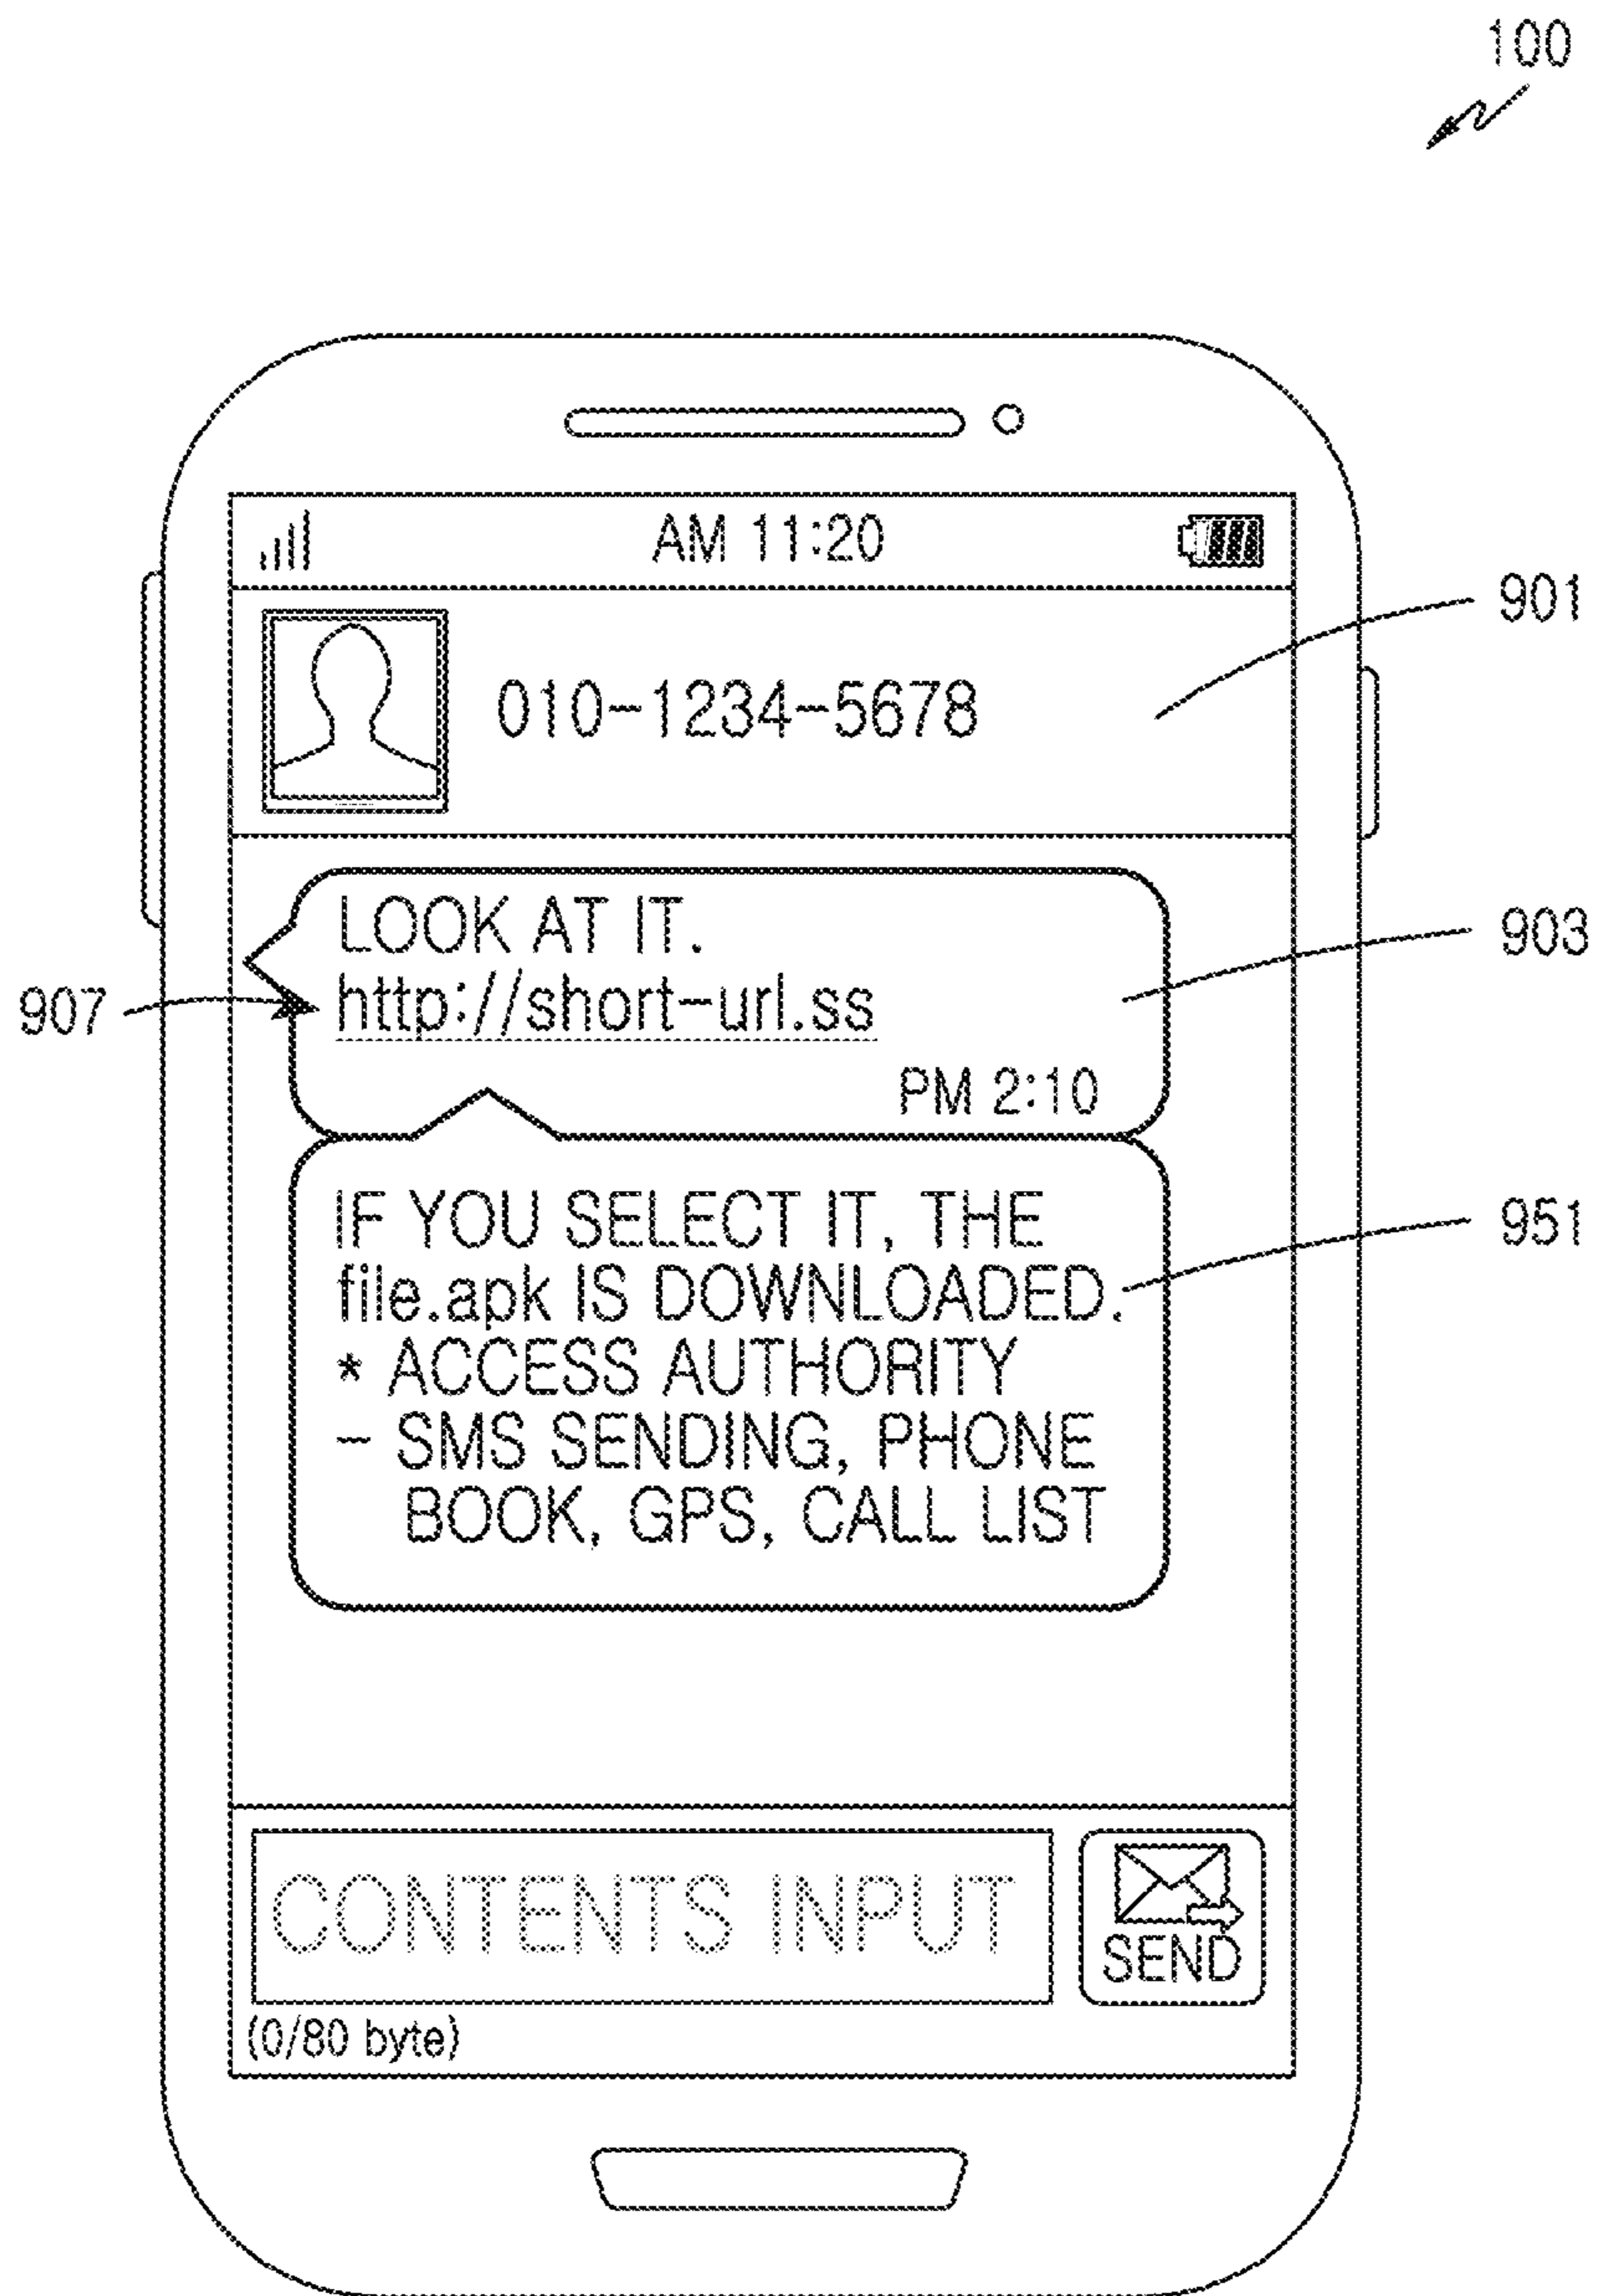 100
AM 11:20
901
010-1234-5678
LOOK AT IT.
903
907
http://short-url.ss
PM 2:10
IF YOU SELECT IT, THE
951
file.apk IS DOWNLOADED.
* ACCESS AUTHORITY
- SMS SENDING, PHONE
BOOK, GPS, CALL LIST
CONTENTS INPUT
SEND
(0/80 byte)